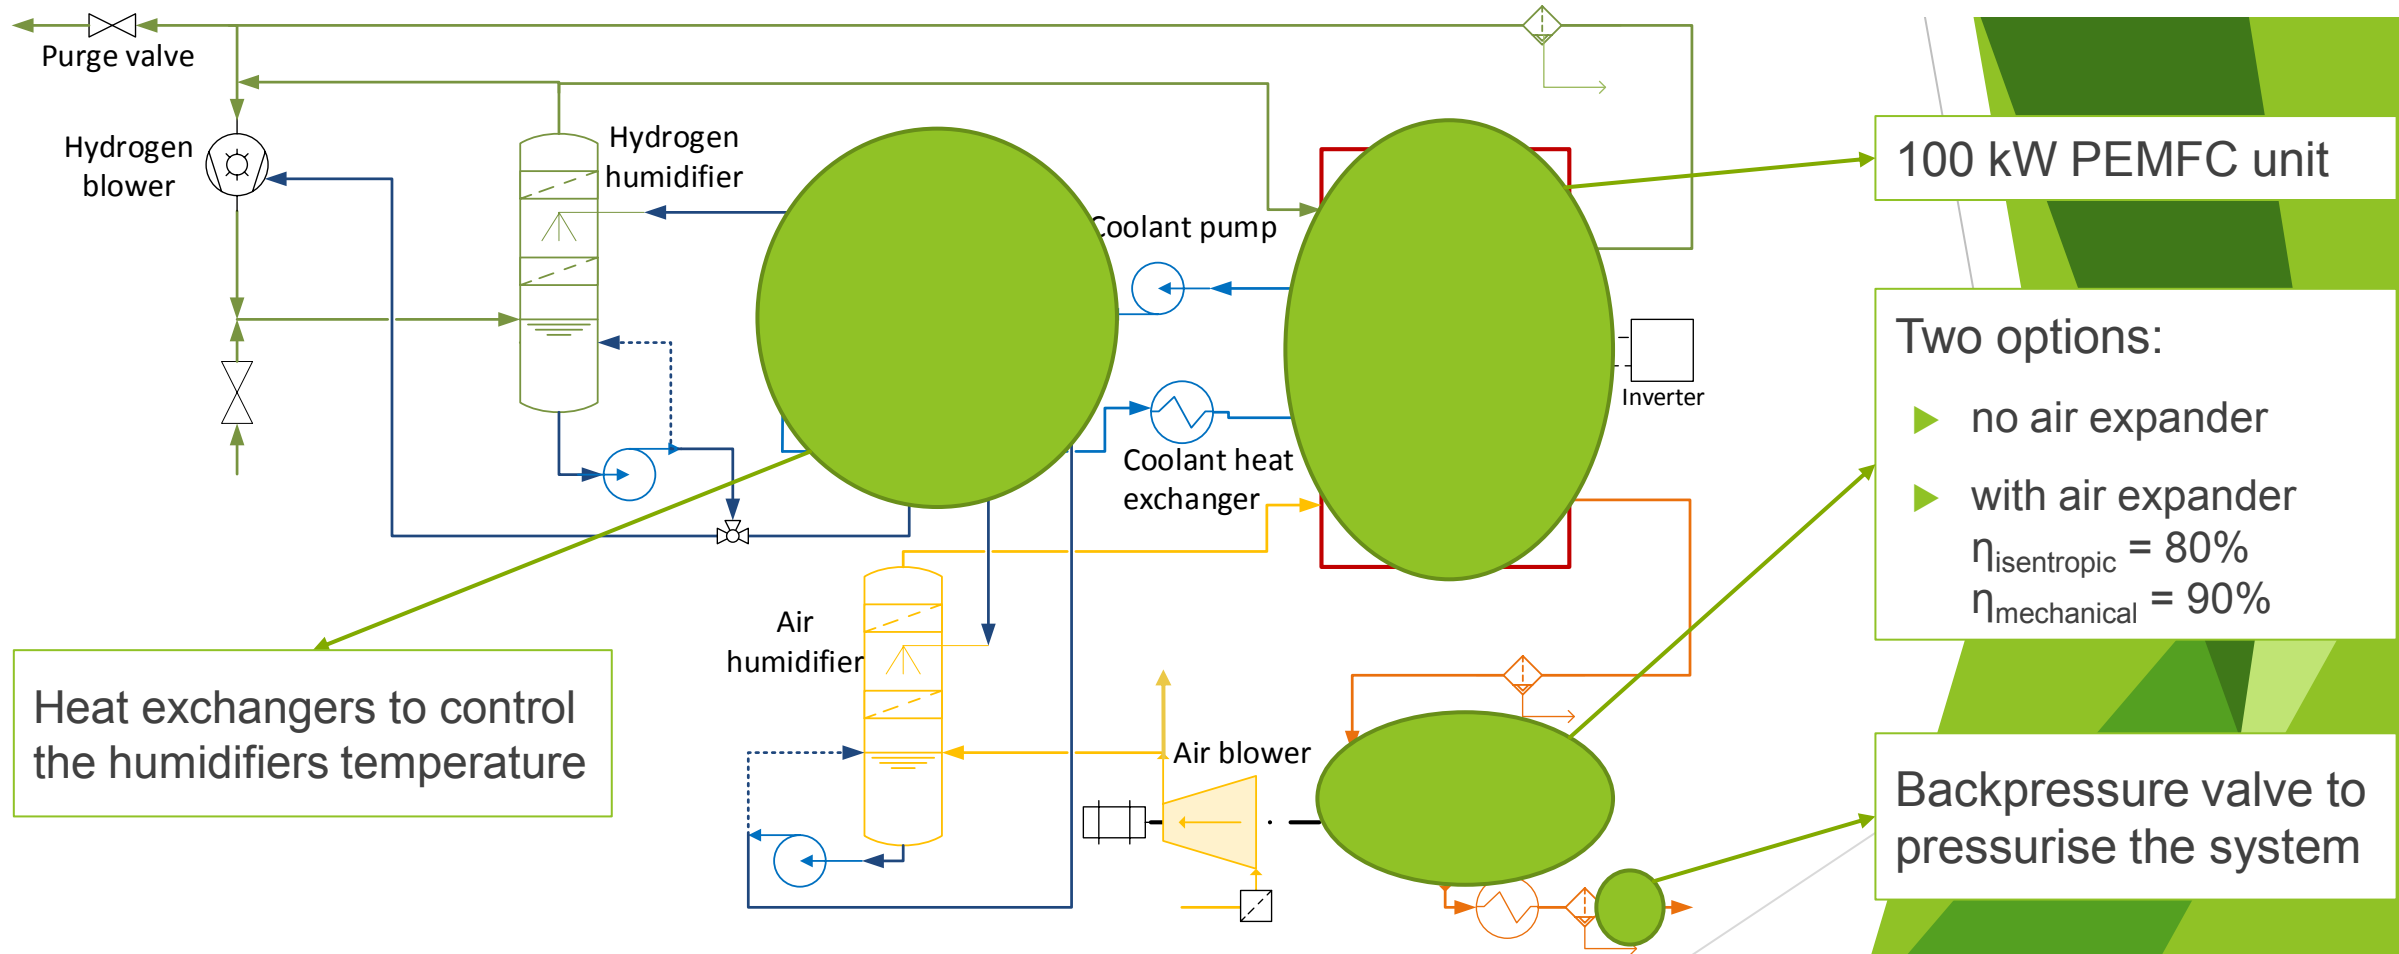 Purge valve
Hydrogen
blower
Hydrogen
humidifier
Coolant pump
100 kW PEMFC unit
Two options:
no air expander
with air expander
ηisentropic = 80%
ηmechanical = 90%
Inverter
Coolant heat
exchanger
Air
humidifier
Heat exchangers to control
the humidifiers temperature
Air blower
Backpressure valve to
pressurise the system